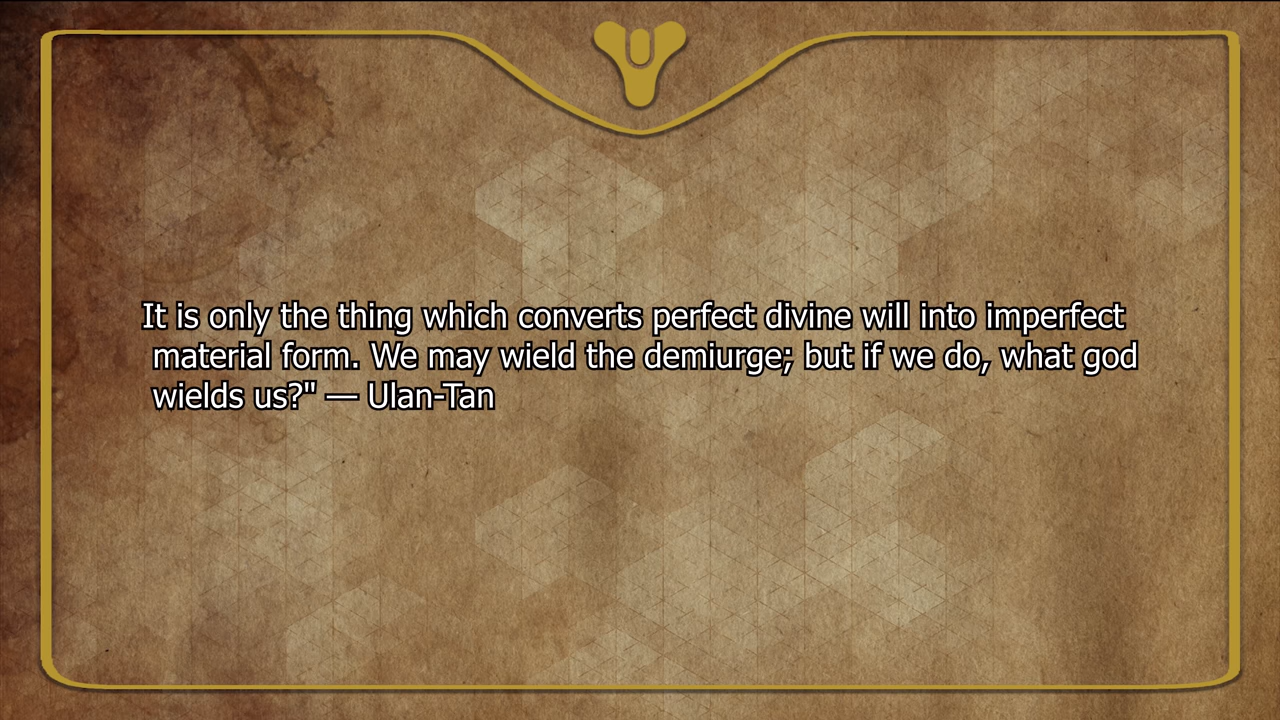 It is only the thing which converts perfect divine will into imperfect
material form. We may wield the demiurge; but if we do, what god
wields us?" — Ulan-Tan